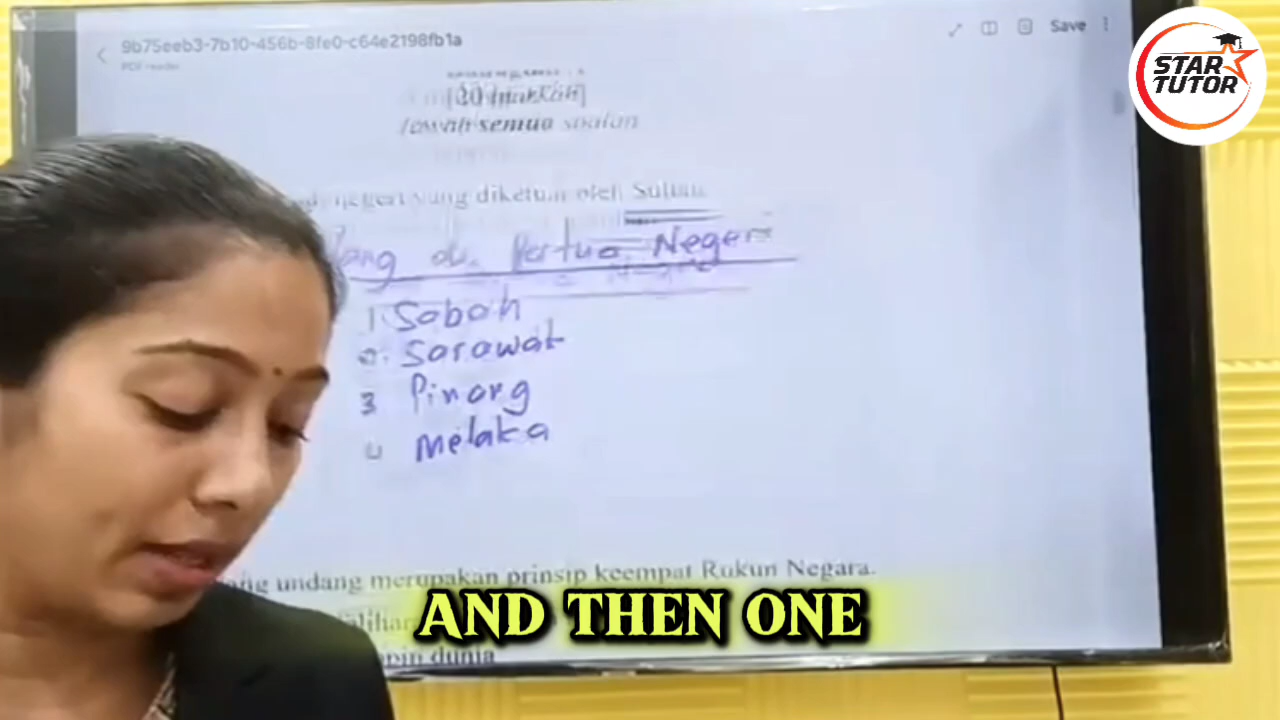 9b75eeb3-7b10-456b-8fe0-c64e2198fb1a
PDF reader
Save
STAR
TUTOR
[30 markah]
Jawab semua soalan
negeri yang diketuai oleh Sultan
Yang di Pertua Negeri
1. Sabah
2. Sarawak
3 Pinang
4 Melaka
undang merupakan prinsip keempat Rukun Negara.
dunia
AND THEN ONE